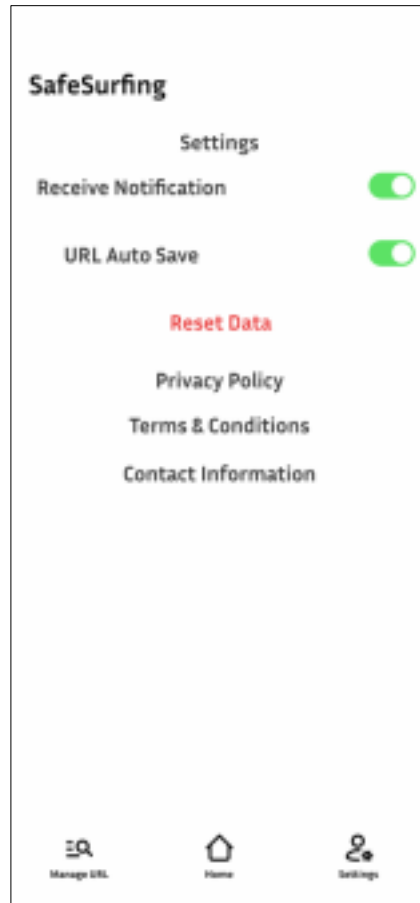 SafeSurfing
Settings
Receive Notification
URL Auto Save
Reset Data
Privacy Policy
Terms & Conditions
Contact Information
Manage URL
Home
Settings